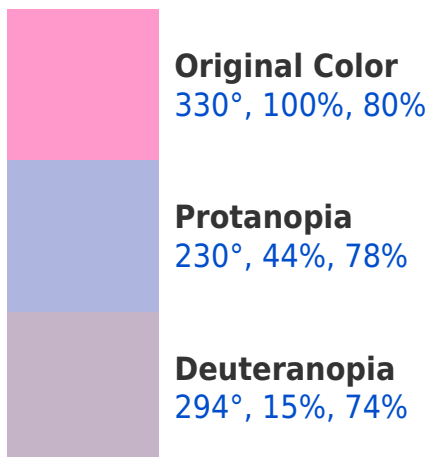 Original Color
330°, 100%, 80%
Protanopia
230°, 44%, 78%
Deuteranopia
294°, 15%, 74%